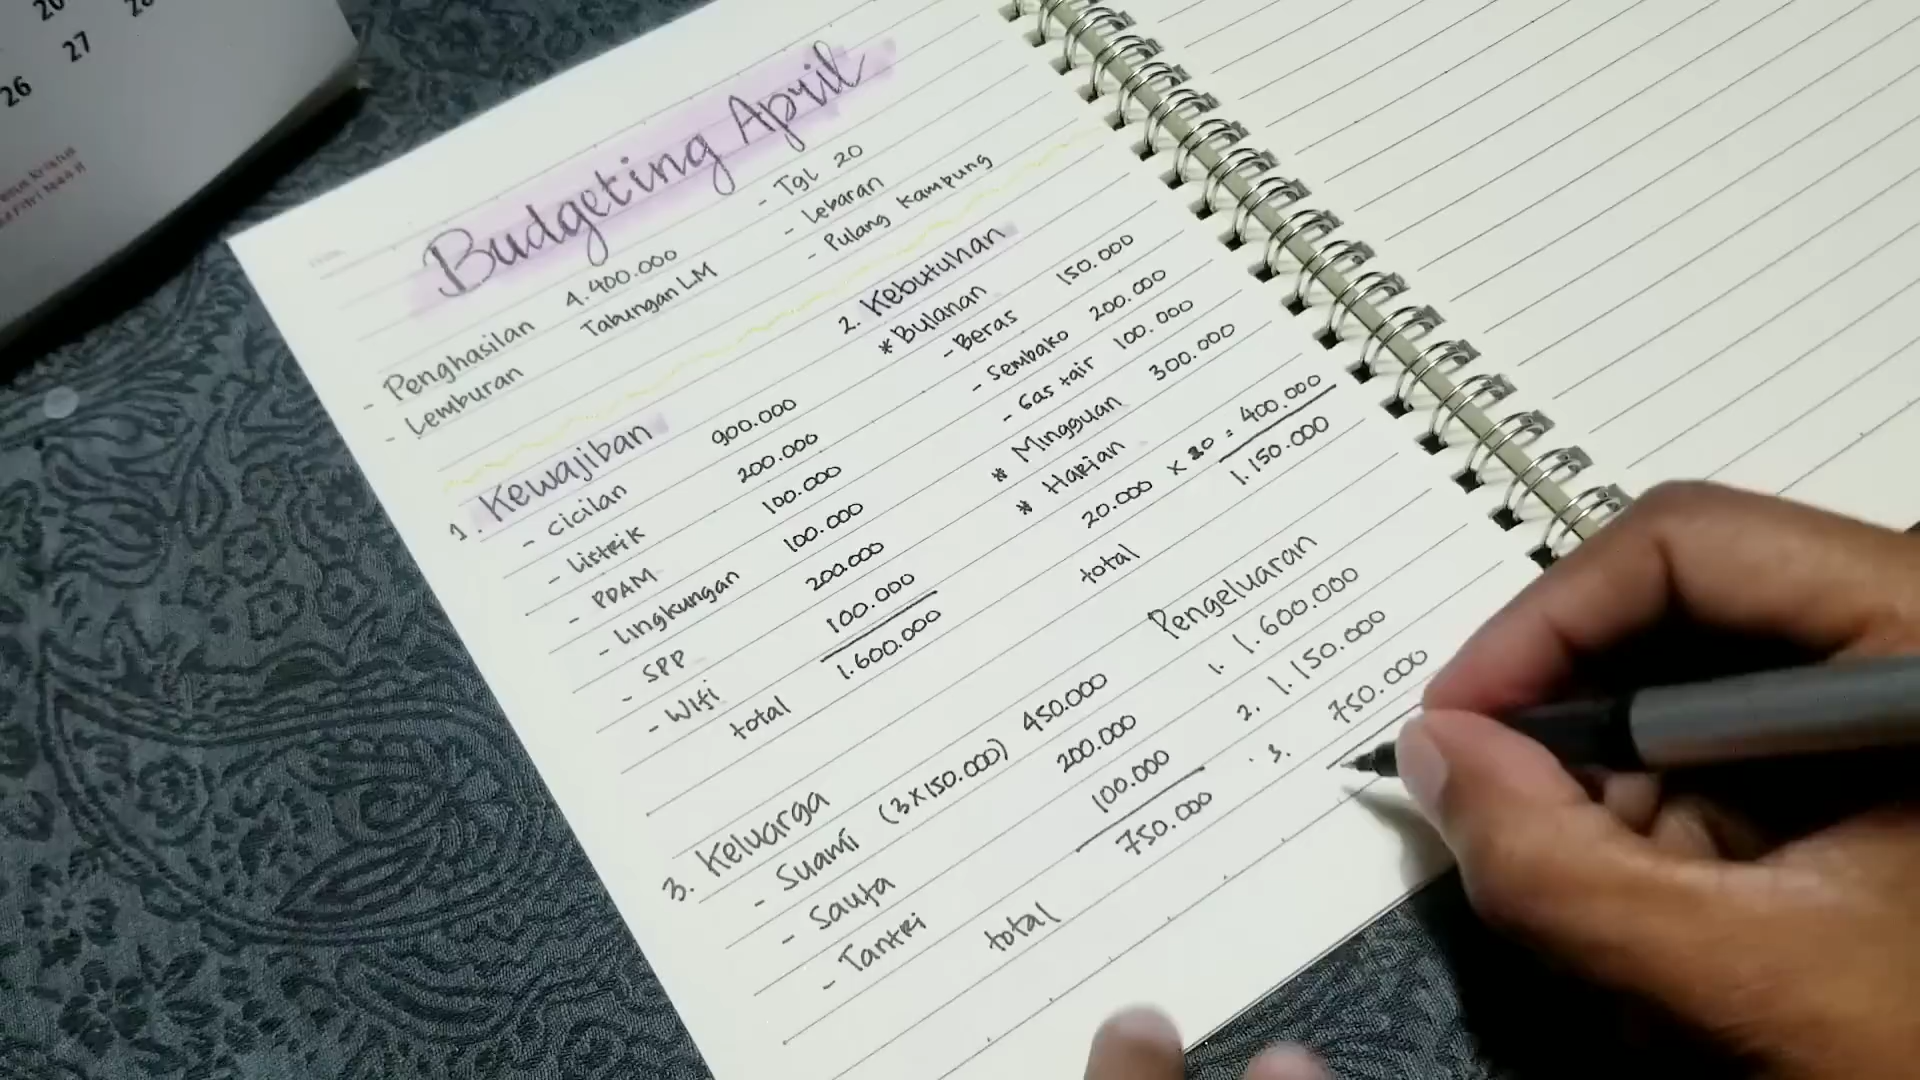 20
28
26
27
Budgeting April
- Penghasilan 4.400.000
- Lemburan Tabungan LM
- Tgl 20
- Lebaran
- Pulang Kampung
1. Kewajiban
- Cicilan 900.000
- Listrik 200.000
- PDAM 100.000
- Lingkungan 100.000
- SPP 200.000
- Wifi 100.000
total 1.600.000
2. Kebutuhan
* Bulanan
- Beras 150.000
- Sembako 200.000
- Gas + air 100.000
* Mingguan 300.000
* Harian
20.000 x 20 = 400.000
total 1.150.000
3. Keluarga
- Suami (3 x 150.000) 450.000
- Sauta 200.000
- Tantri 100.000
total 750.000
Pengeluaran
1. 1.600.000
2. 1.150.000
3. 750.000